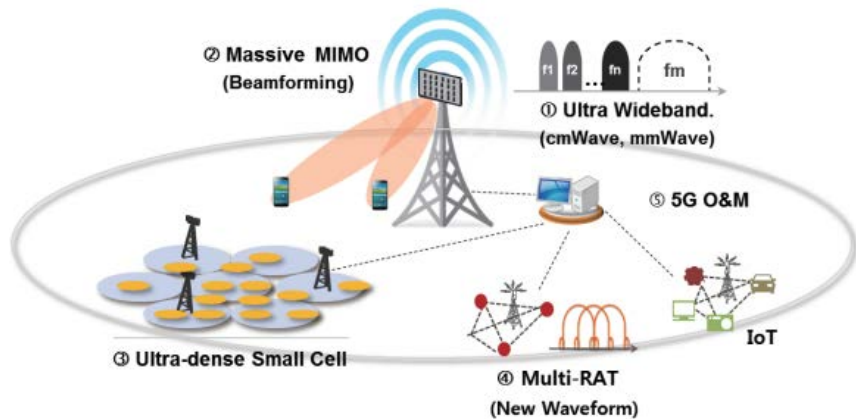 ② Massive MIMO
(Beamforming)
f1 f2 fn fm
① Ultra Wideband.
(cmWave, mmWave)
⑤ 5G O&M
③ Ultra-dense Small Cell
④ Multi-RAT
(New Waveform)
IoT